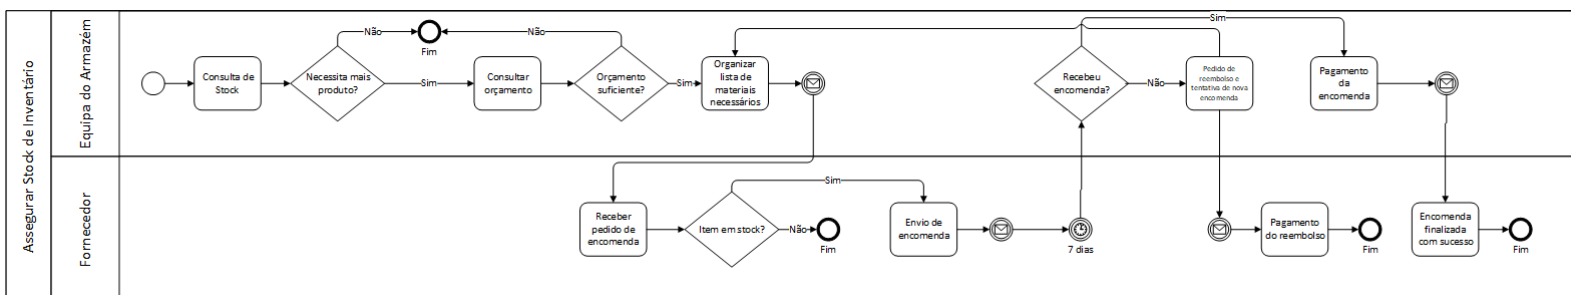 Assegurar Stock de Inventário
Equipa do Armazém
Consulta de
Stock
Necessita mais
produto?
Não
Fim
Não
Sim
Consultar
orçamento
Orçamento
suficiente?
Sim
Organizar
lista de
materiais
necessários
Recebeu
encomenda?
Sim
Não
Pedido de
reembolso e
tentativa de nova
encomenda
Pagamento
da
encomenda
Fornecedor
Receber
pedido de
encomenda
Item em stock?
Sim
Não
Fim
Envio de
encomenda
7 dias
Pagamento
do reembolso
Fim
Encomenda
finalizada
com sucesso
Fim